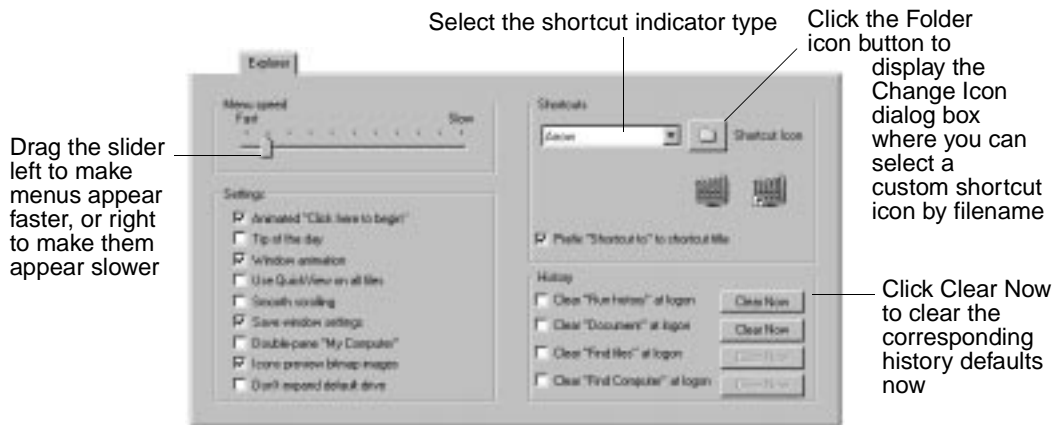 Select the shortcut indicator type
Click the Folder
icon button to
display the
Change Icon
dialog box
where you can
select a
custom shortcut
icon by filename
Drag the slider
left to make
menus appear
faster, or right
to make them
appear slower
Explorer
Menu speed
Fast
Slow
Settings
Animated "Click here to begin"
Tip of the day
Window animation
Use QuickView on all files
Smooth scrolling
Save window settings
Double-pane "My Computer"
Icons preview bitmap images
Don't expand default drive
Shortcuts
Arrow
Shortcut Icon
Prefix "Shortcut to" to shortcut title
History
Clear "Run history" at logon
Clear Now
Clear "Document" at logon
Clear Now
Clear "Find files" at logon
Clear Now
Clear "Find Computer" at logon
Clear Now
Click Clear Now
to clear the
corresponding
history defaults
now